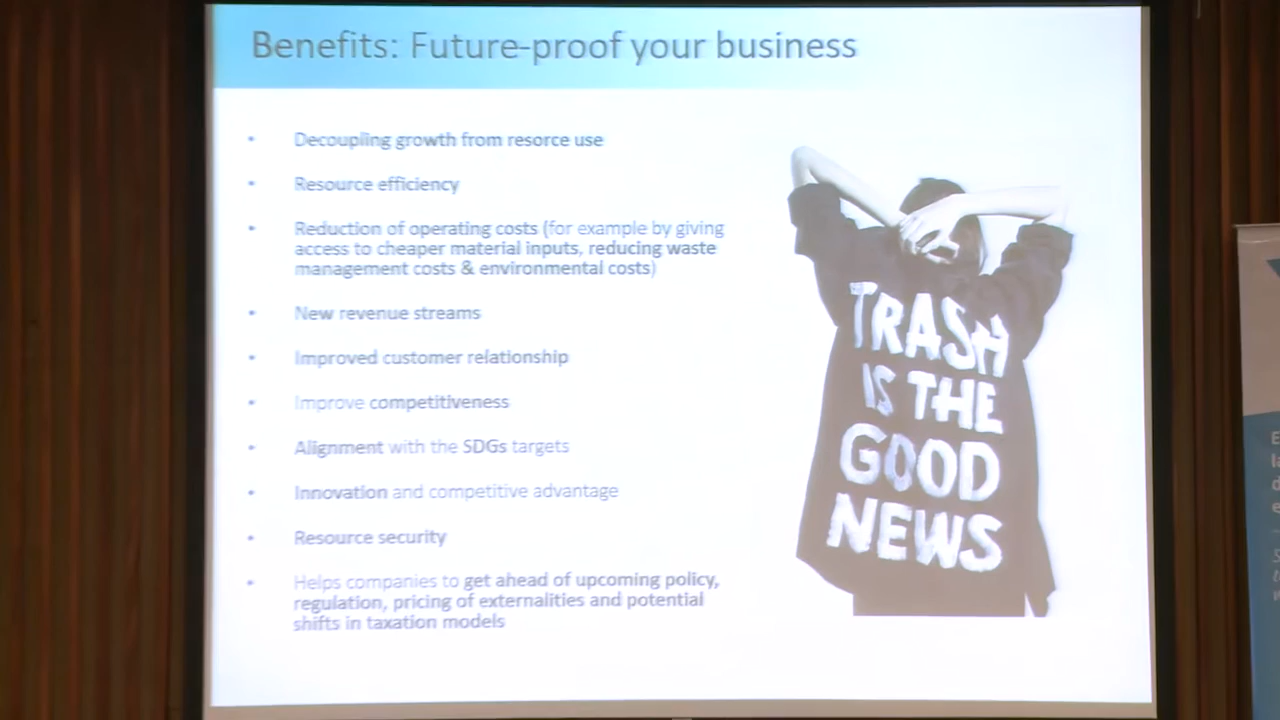 Benefits: Future-proof your business
• Decoupling growth from resorce use
• Resource efficiency
• Reduction of operating costs (for example by giving
access to cheaper material inputs, reducing waste
management costs & environmental costs)
• New revenue streams
• Improved customer relationship
• Improve competitiveness
• Alignment with the SDGs targets
• Innovation and competitive advantage
• Resource security
• Helps companies to get ahead of upcoming policy,
regulation, pricing of externalities and potential
shifts in taxation models
TRASH
IS THE
GOOD
NEWS